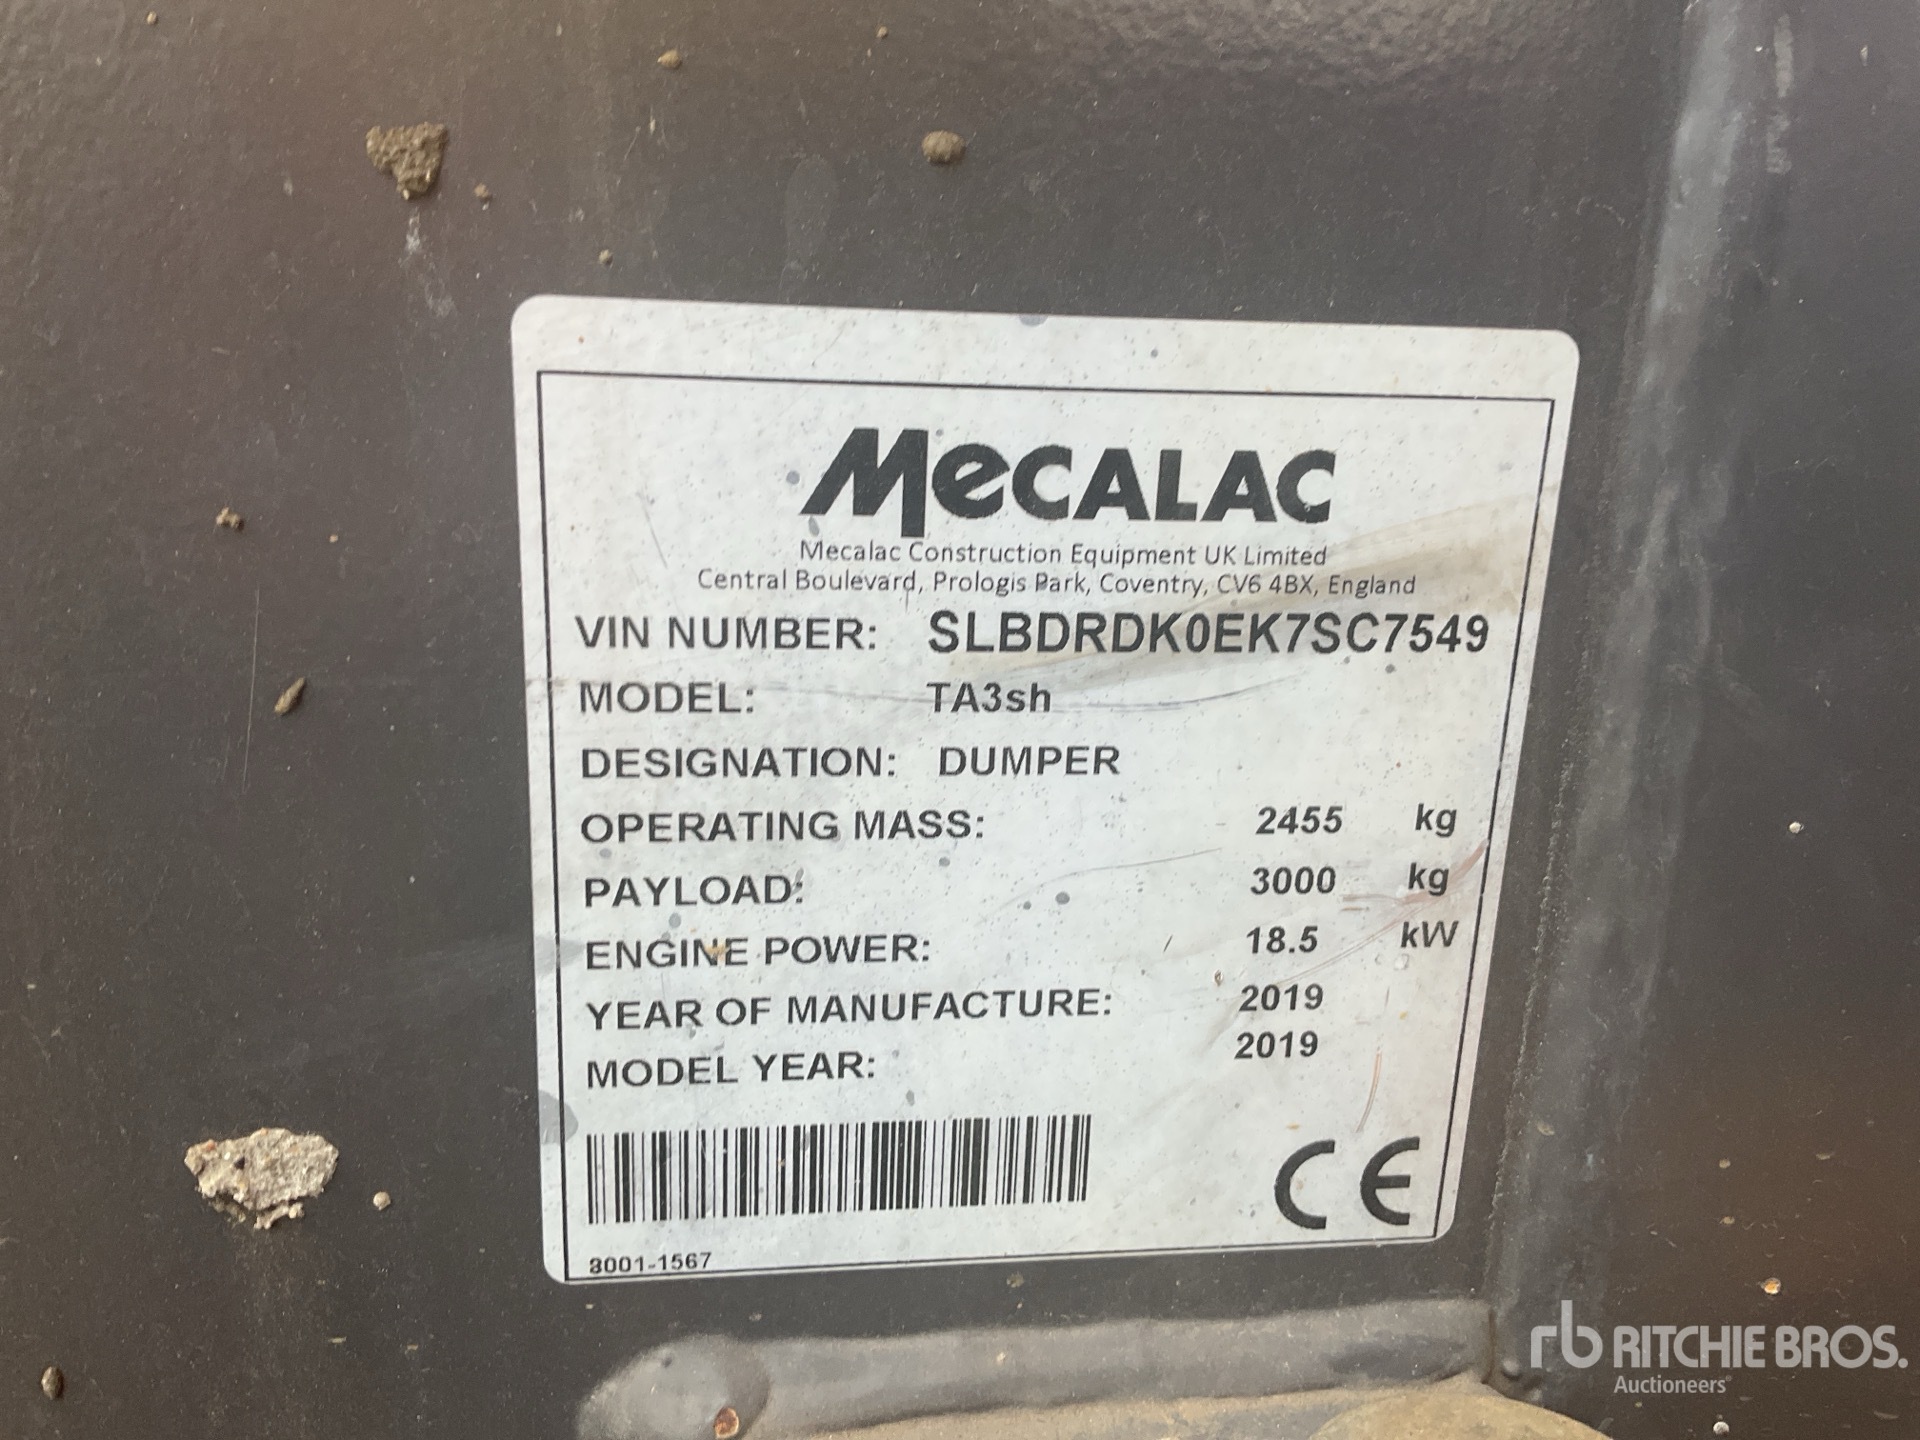 MECALAC
Mecalac Construction Equipment UK Limited
Central Boulevard, Prologis Park, Coventry, CV6 4BX, England
VIN NUMBER: SLBDRDK0EK7SC7549
MODEL: TA3sh
DESIGNATION: DUMPER
OPERATING MASS: 2455 kg
PAYLOAD: 3000 kg
ENGINE POWER: 18.5 kW
YEAR OF MANUFACTURE: 2019
MODEL YEAR: 2019
CE
3001-1567
rb RITCHIE BROS.
Auctioneers